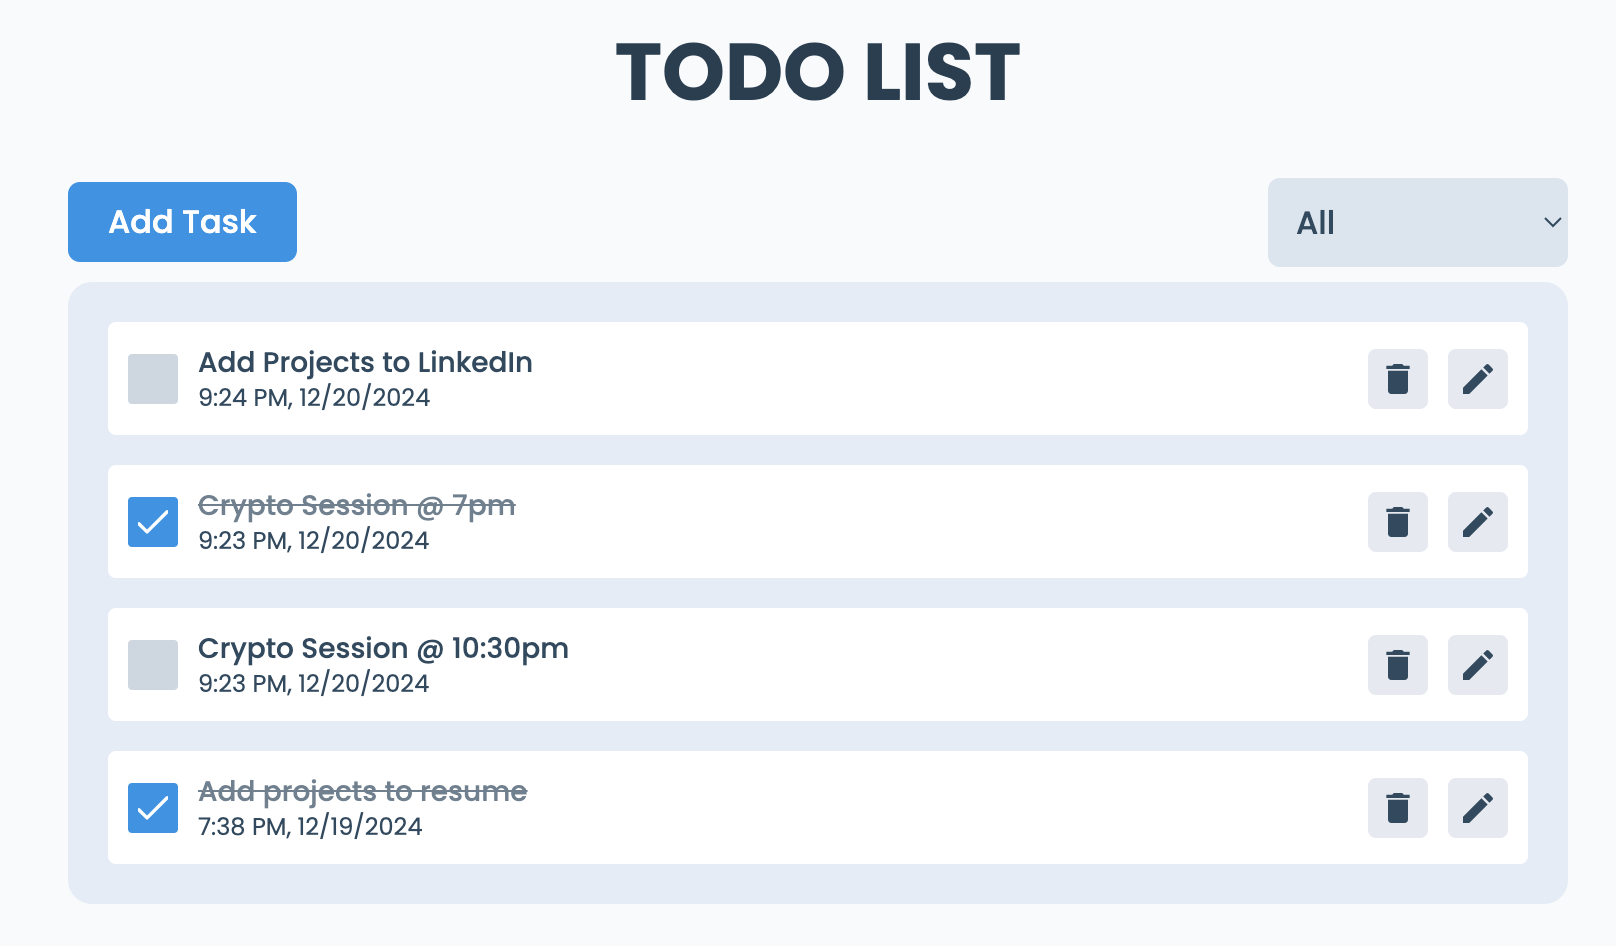 TODO LIST
Add Task
All
Add Projects to LinkedIn
9:24 PM, 12/20/2024
Crypto Session @ 7pm
9:23 PM, 12/20/2024
Crypto Session @ 10:30pm
9:23 PM, 12/20/2024
Add projects to resume
7:38 PM, 12/19/2024